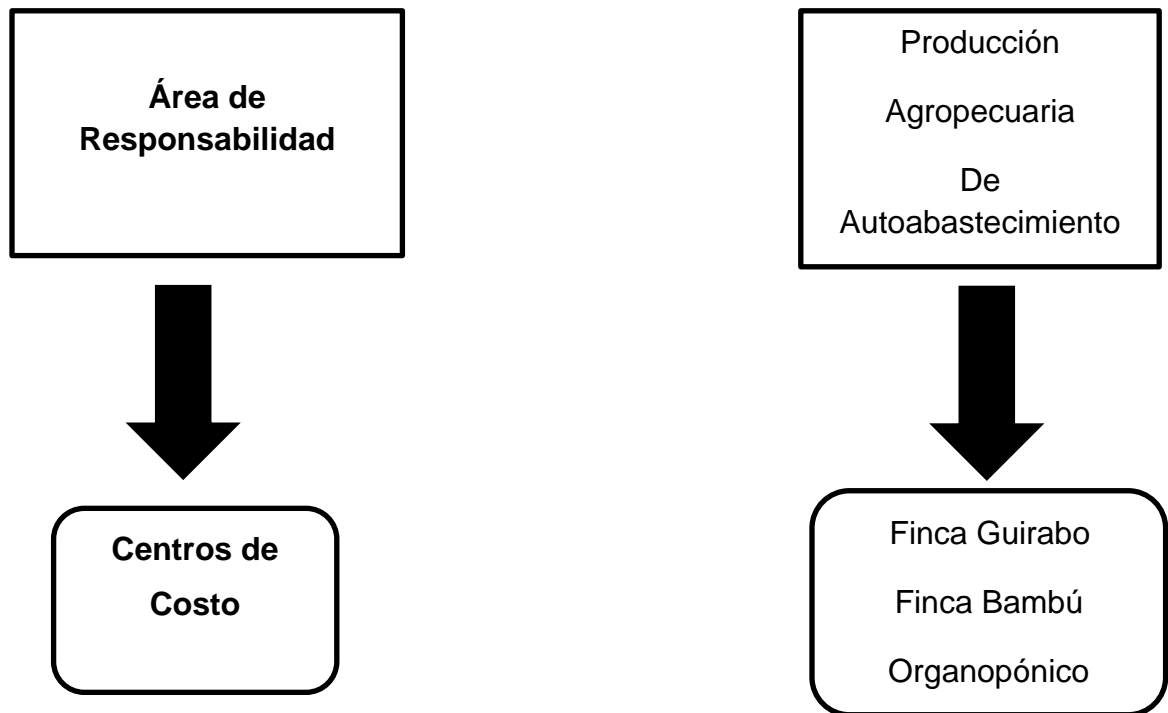 Área de
Responsabilidad
Producción
Agropecuaria
De
Autoabastecimiento
Centros de
Costo
Finca Guirabo
Finca Bambú
Organopónico